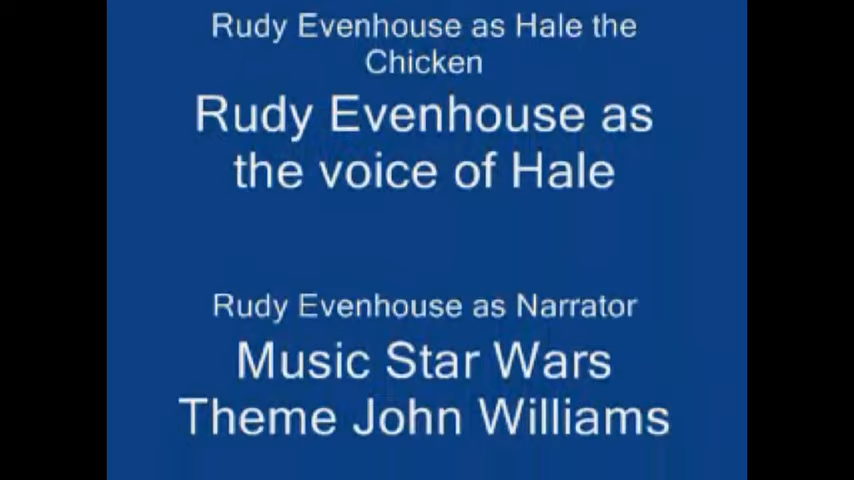 Rudy Evenhouse as Hale the
Chicken
Rudy Evenhouse as
the voice of Hale
Rudy Evenhouse as Narrator
Music Star Wars
Theme John Williams